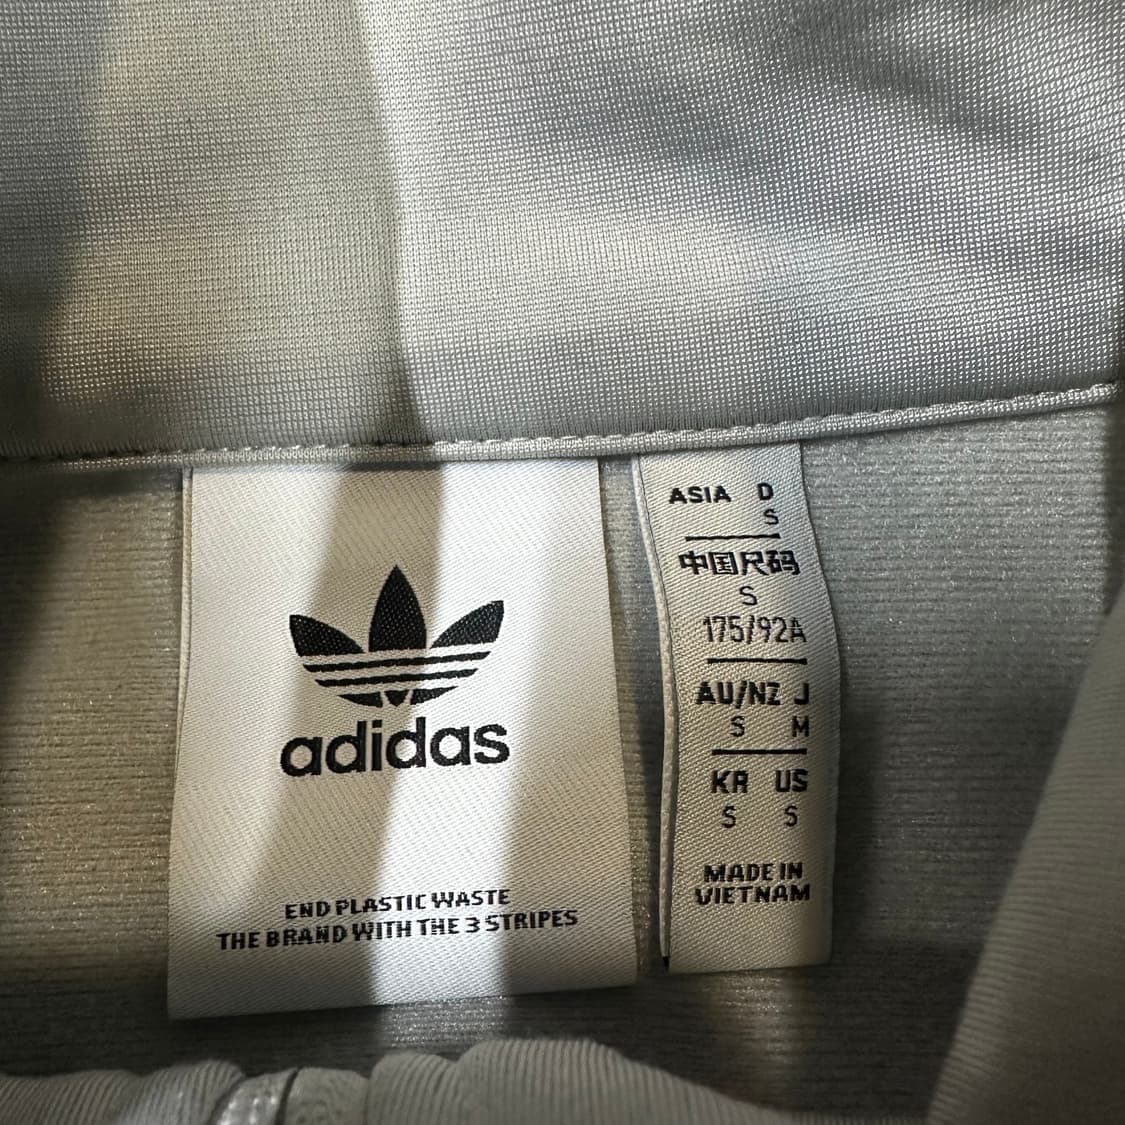 adidas
END PLASTIC WASTE
THE BRAND WITH THE 3 STRIPES
ASIA D
S
中国尺码
S
175/92A
AU/NZ J
S M
KR US
S S
MADE IN
VIETNAM